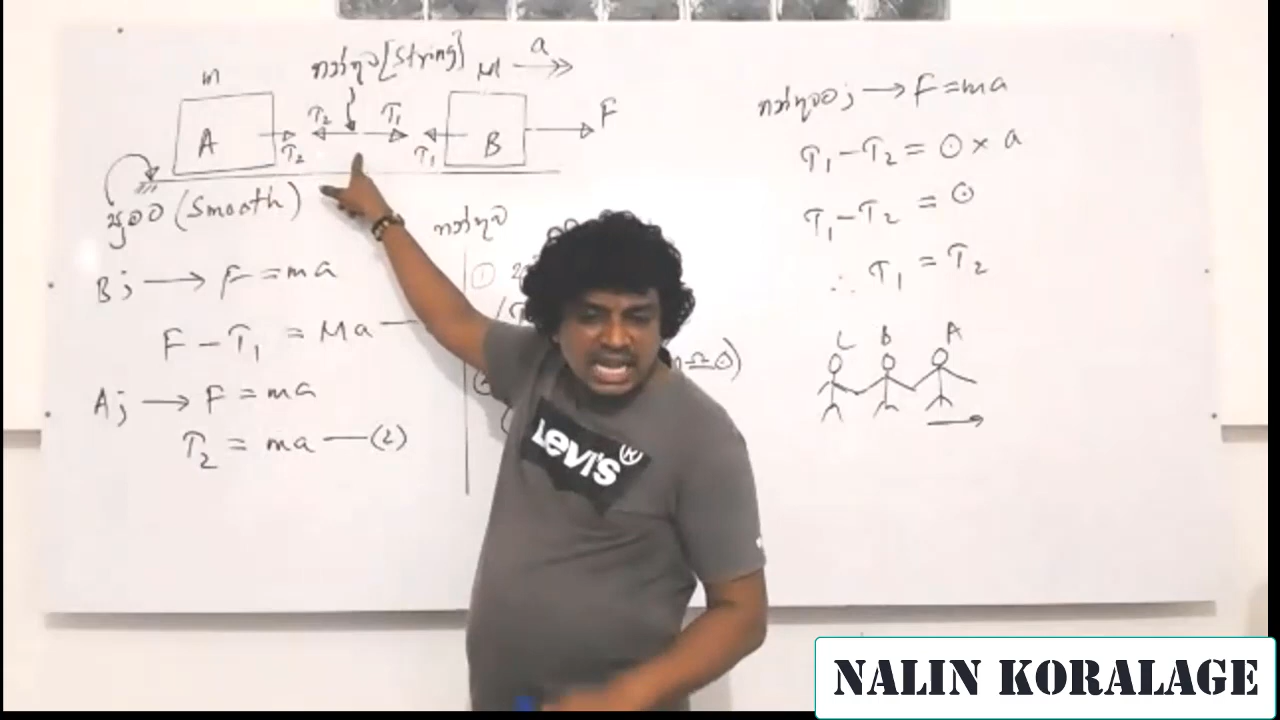 තන්තුව [String]
m
M
a
A
T₂
T₂
T₁
T₁
B
F
සුමට (Smooth)
B; → F = ma
F - T₁ = Ma
A; → F = ma
T₂ = ma — (2)
තන්තුව
①
තන්තුවට; → F = ma
T₁ - T₂ = 0 × a
T₁ - T₂ = 0
∴ T₁ = T₂
B A
LEVI'S ®
NALIN KORALAGE